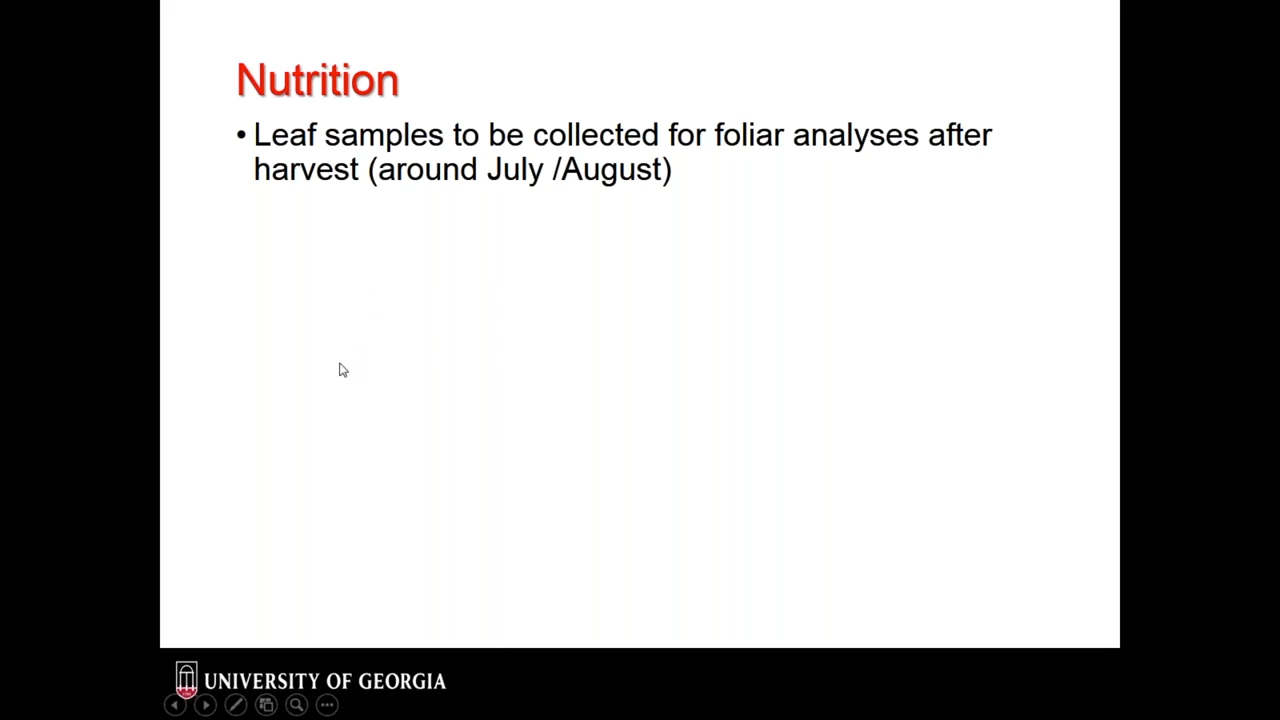 Nutrition
• Leaf samples to be collected for foliar analyses after
harvest (around July /August)
UNIVERSITY OF GEORGIA